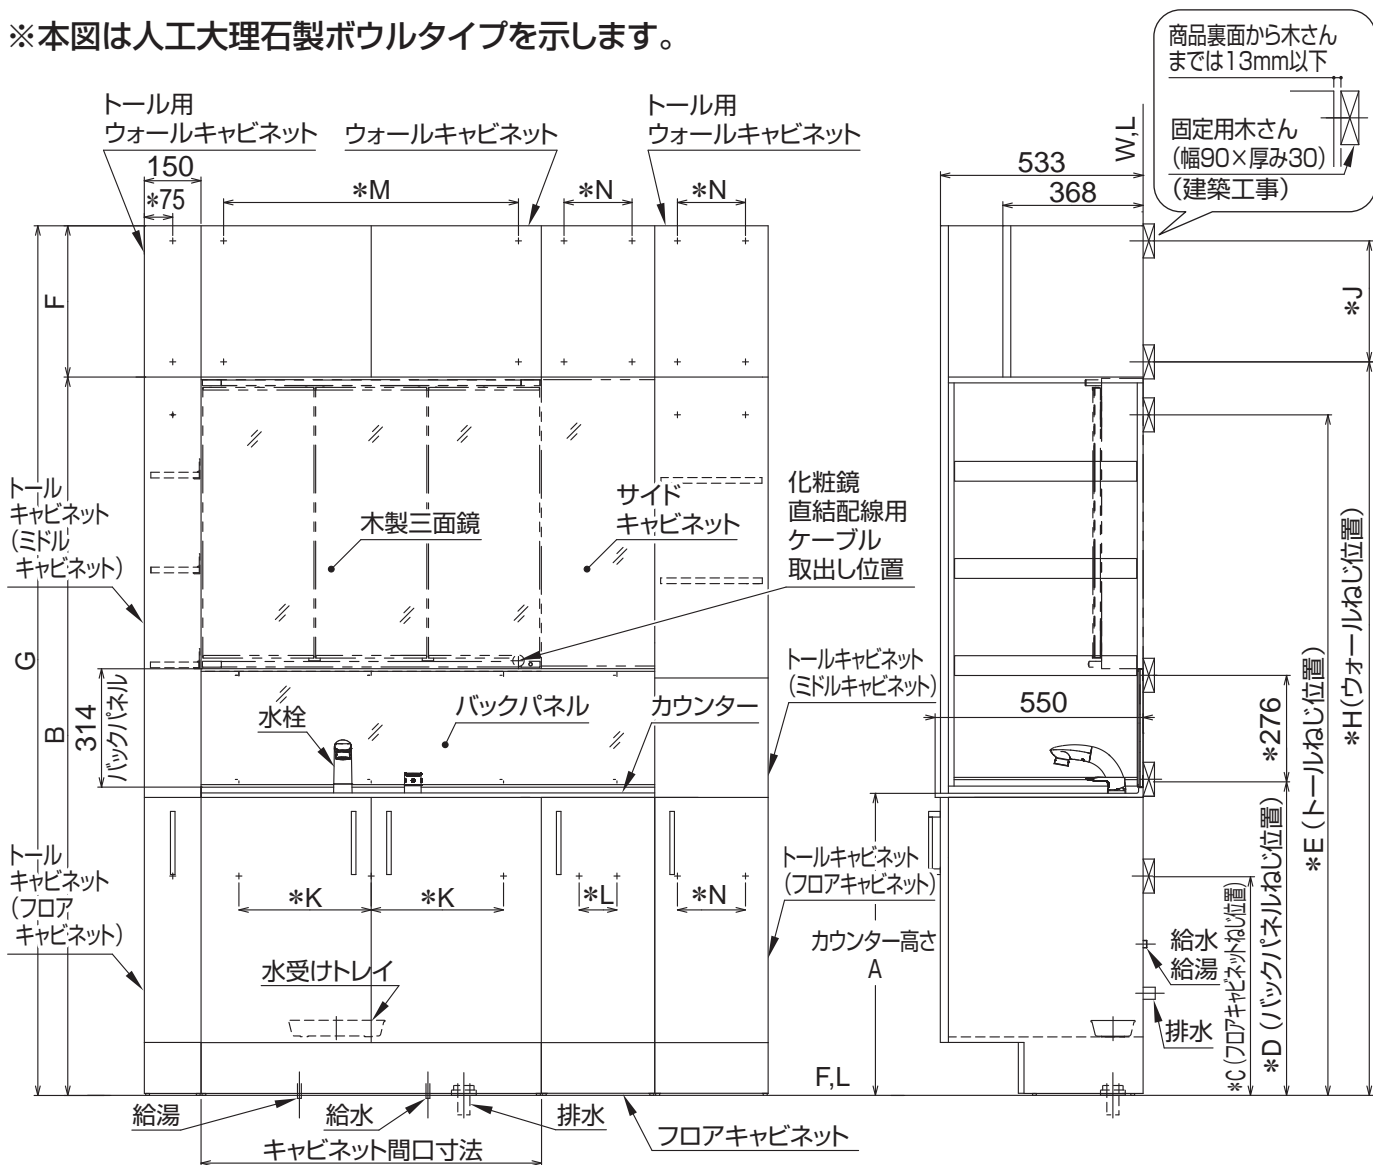 ※本図は人工大理石製ボウルタイプを示します。
商品裏面から木さん
までは13mm以下
固定用木さん
(幅90×厚み30)
(建築工事)
トール用
ウォールキャビネット
ウォールキャビネット
トール用
ウォールキャビネット
150
*75
*M
*N
*N
533
368
W,L
F
*J
トール
キャビネット
(ミドル
キャビネット)
木製三面鏡
サイド
キャビネット
化粧鏡
直結配線用
ケーブル
取出し位置
G
B
314
バックパネル
水栓
バックパネル
カウンター
トールキャビネット
(ミドルキャビネット)
550
*276
*E(トールねじ位置)
*H(ウォールねじ位置)
トール
キャビネット
(フロア
キャビネット)
*K
*K
*L
*N
トールキャビネット
(フロアキャビネット)
カウンター高さ
A
*C(フロアキャビネットねじ位置)
*D(バックパネルねじ位置)
給水
給湯
排水
水受けトレイ
F,L
給湯
給水
排水
フロアキャビネット
キャビネット間口寸法